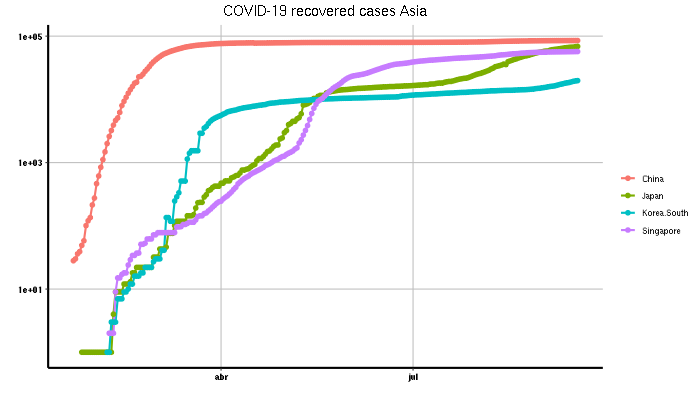 COVID-19 recovered cases Asia
1e+05
1e+03
1e+01
abr
jul
China
Japan
Korea.South
Singapore